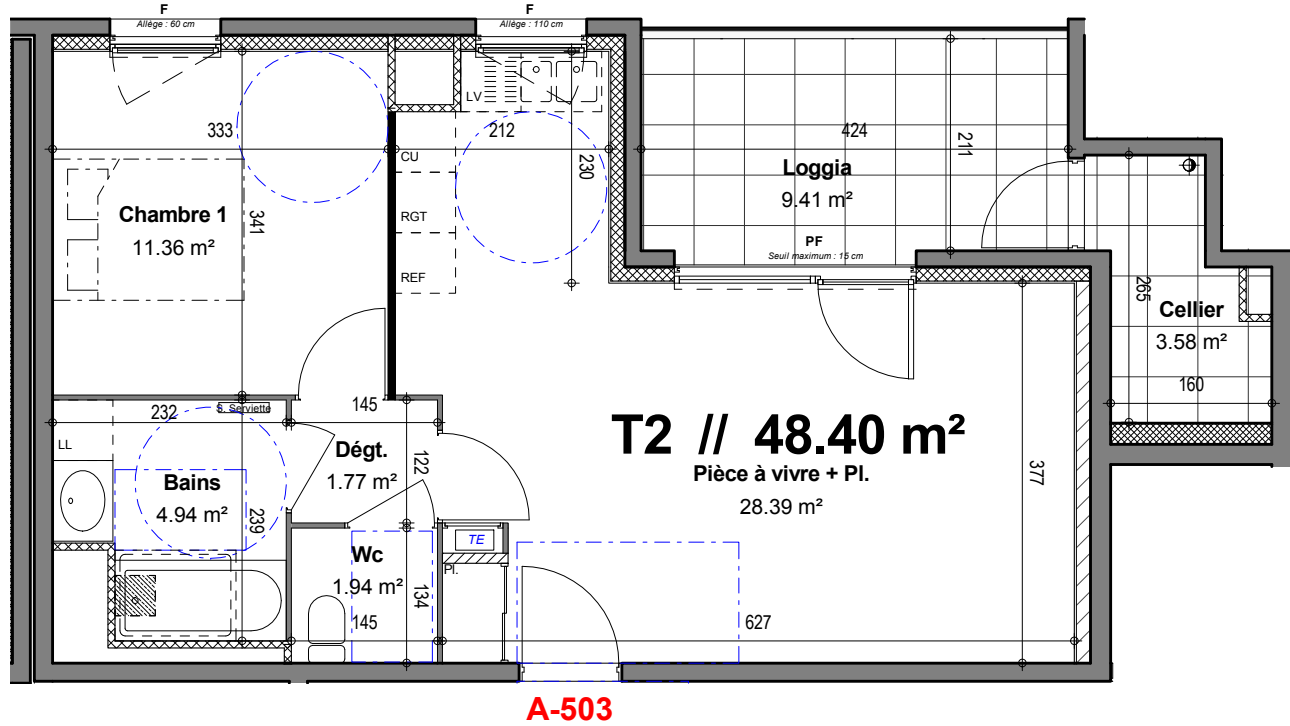 F
Allège : 60 cm
F
Allège : 110 cm
LV
333
212
230
424
211
Loggia
9.41 m²
CU
RGT
REF
Chambre 1
11.36 m²
341
PF
Seuil maximum : 15 cm
265
Cellier
3.58 m²
160
S. Serviette
232
145
LL
Dégt.
1.77 m²
122
Bains
4.94 m²
239
T2 // 48.40 m²
Pièce à vivre + Pl.
28.39 m²
377
TE
Pl.
Wc
1.94 m²
134
145
627
A-503